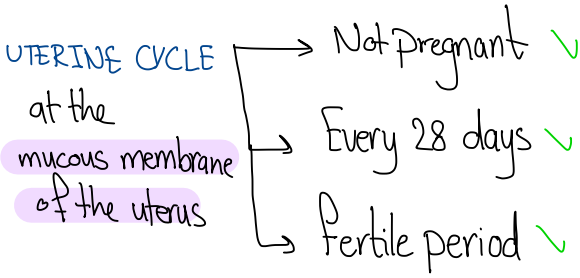 UTERINE CYCLE
at the
mucous membrane
of the uterus
Not pregnant
Every 28 days
fertile period